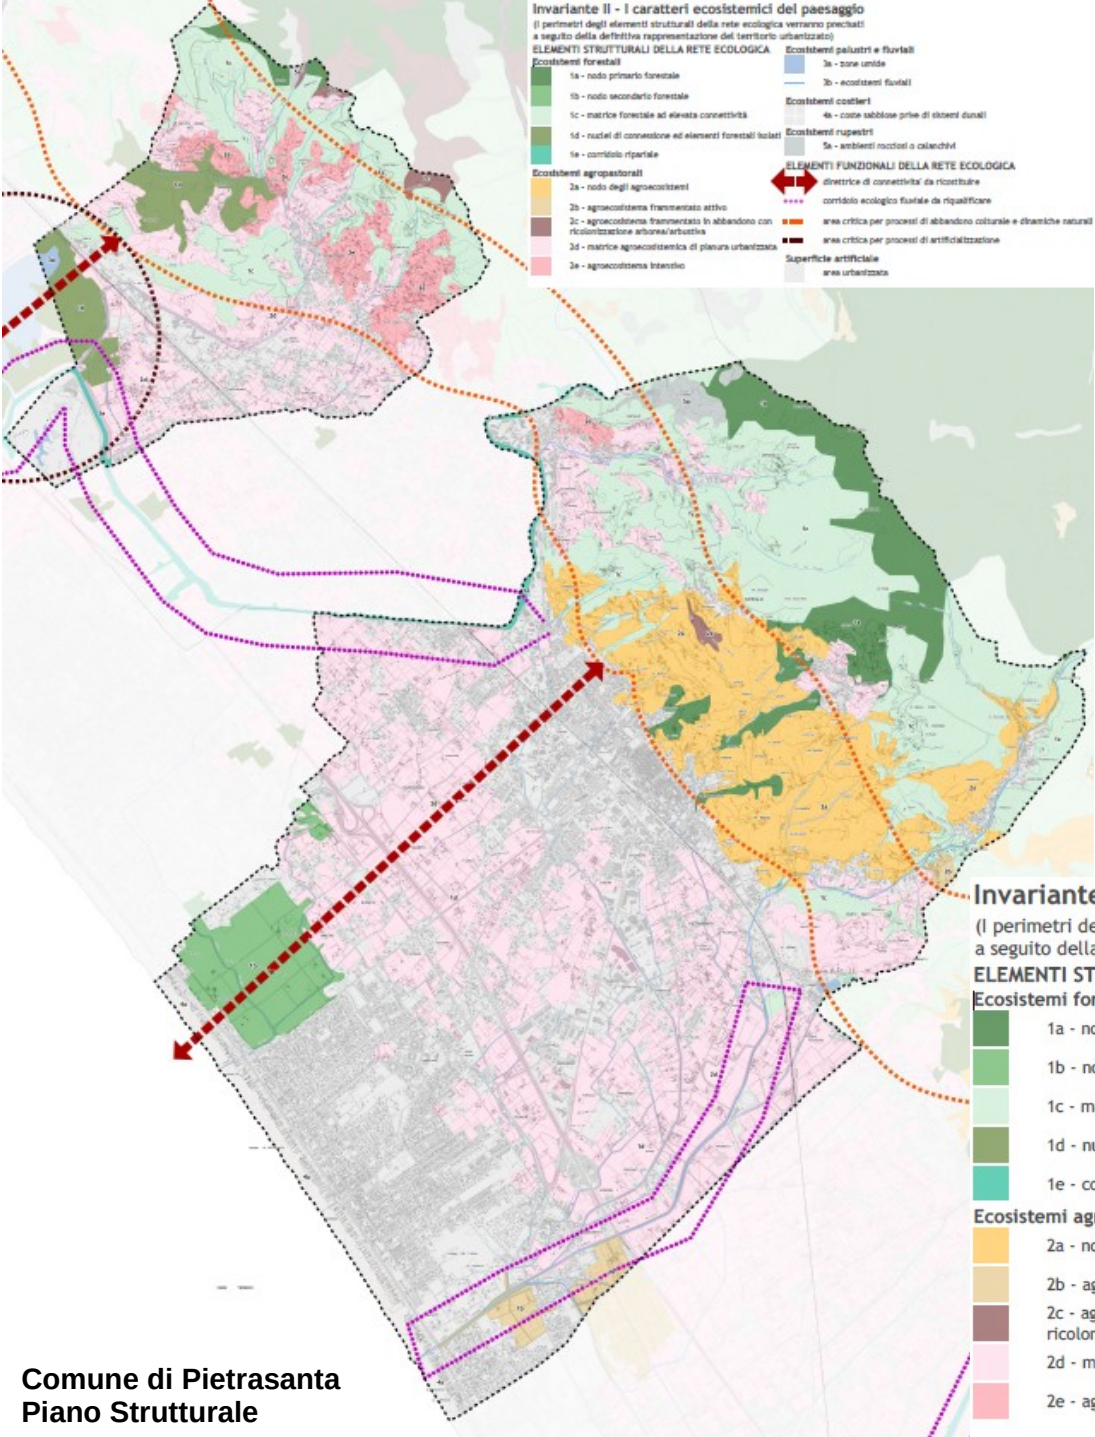 Invariante II - I caratteri ecosistemici del paesaggio
(I perimetri degli elementi strutturali della rete ecologica verranno precisati
a seguito della definitiva rappresentazione del territorio urbanizzato)
ELEMENTI STRUTTURALI DELLA RETE ECOLOGICA
Ecosistemi forestali
1a - nodo primario forestale
1b - nodo secondario forestale
1c - matrice forestale ad elevata connettività
1d - nuclei di connessione ed elementi forestali isolati
1e - corridoio ripariale
Ecosistemi agropastorali
2a - nodo degli agroecosistemi
2b - agroecosistema frammentato attivo
2c - agroecosistema frammentato in abbandono con
ricolonizzazione arborea/arbustiva
2d - matrice agroecosistemica di pianura urbanizzata
2e - agroecosistema intensivo
Ecosistemi palustri e fluviali
3a - zone umide
3b - ecosistemi fluviali
Ecosistemi costieri
4a - coste sabbiose prive di sistemi dunali
Ecosistemi rupestri
5a - ambienti rocciosi o calanchivi
ELEMENTI FUNZIONALI DELLA RETE ECOLOGICA
direttrice di connettivita' da ricostituire
corridoio ecologico fluviale da riqualificare
area critica per processi di abbandono colturale e dinamiche naturali
area critica per processi di artificializzazione
Superficie artificiale
area urbanizzata
Invariante
(I perimetri de
a seguito della
ELEMENTI ST
Ecosistemi for
1a - no
1b - no
1c - m
1d - nu
1e - co
Ecosistemi agr
2a - no
2b - ag
2c - ag
ricolon
2d - m
2e - ag
Comune di Pietrasanta
Piano Strutturale